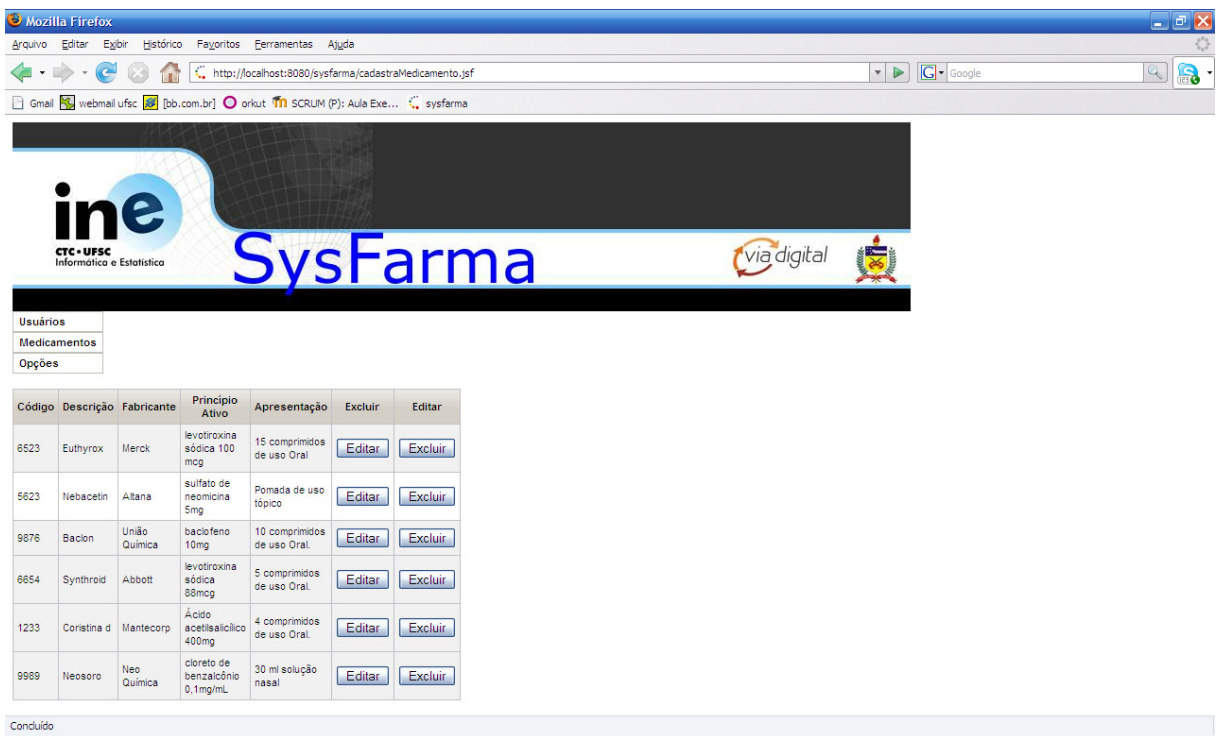 Mozilla Firefox
Arquivo Editar Exibir Histórico Favoritos Ferramentas Ajuda
http://localhost:8080/sysfarma/cadastraMedicamento.jsf
G Google
Gmail webmail ufsc [bb.com.br] orkut SCRUM (P): Aula Exe... sysfarma
ine
CTC • UFSC
Informática e Estatística
SysFarma
via digital
Usuários
Medicamentos
Opções
Código Descrição Fabricante Princípio Ativo Apresentação Excluir Editar
6523 Euthyrox Merck levotiroxina sódica 100 mcg 15 comprimidos de uso Oral Editar Excluir
5623 Nebacetin Altana sulfato de neomicina 5mg Pomada de uso tópico Editar Excluir
9876 Baclon União Química baclofeno 10mg 10 comprimidos de uso Oral. Editar Excluir
6654 Synthroid Abbott levotiroxina sódica 88mcg 5 comprimidos de uso Oral. Editar Excluir
1233 Coristina d Mantecorp Ácido acetilsalicílico 400mg 4 comprimidos de uso Oral. Editar Excluir
9989 Neosoro Neo Química cloreto de benzalcônio 0,1mg/mL 30 ml solução nasal Editar Excluir
Concluído